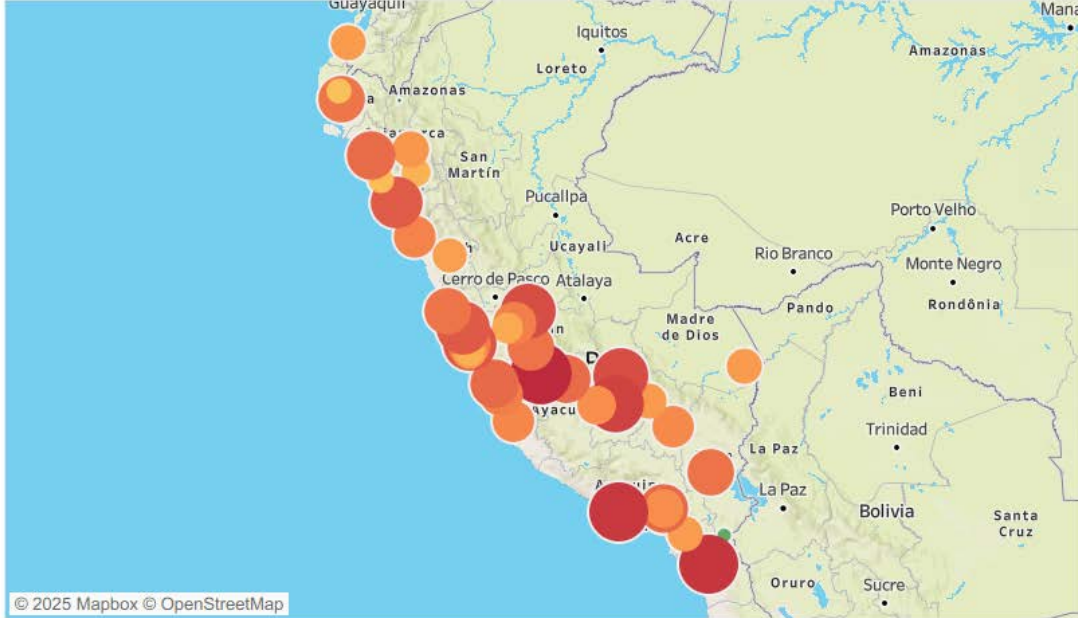 Guayaquil
Mana
Iquitos
Amazonas
Loreto
Amazonas
San
Martín
Pucallpa
Porto Velho
Acre
Ucayali
Rio Branco
Monte Negro
Cerro de Pasco
Atalaya
Pando
Rondônia
Madre
de Dios
Beni
Trinidad
La Paz
La Paz
Bolivia
Santa
Cruz
Oruro
Sucre
© 2025 Mapbox © OpenStreetMap